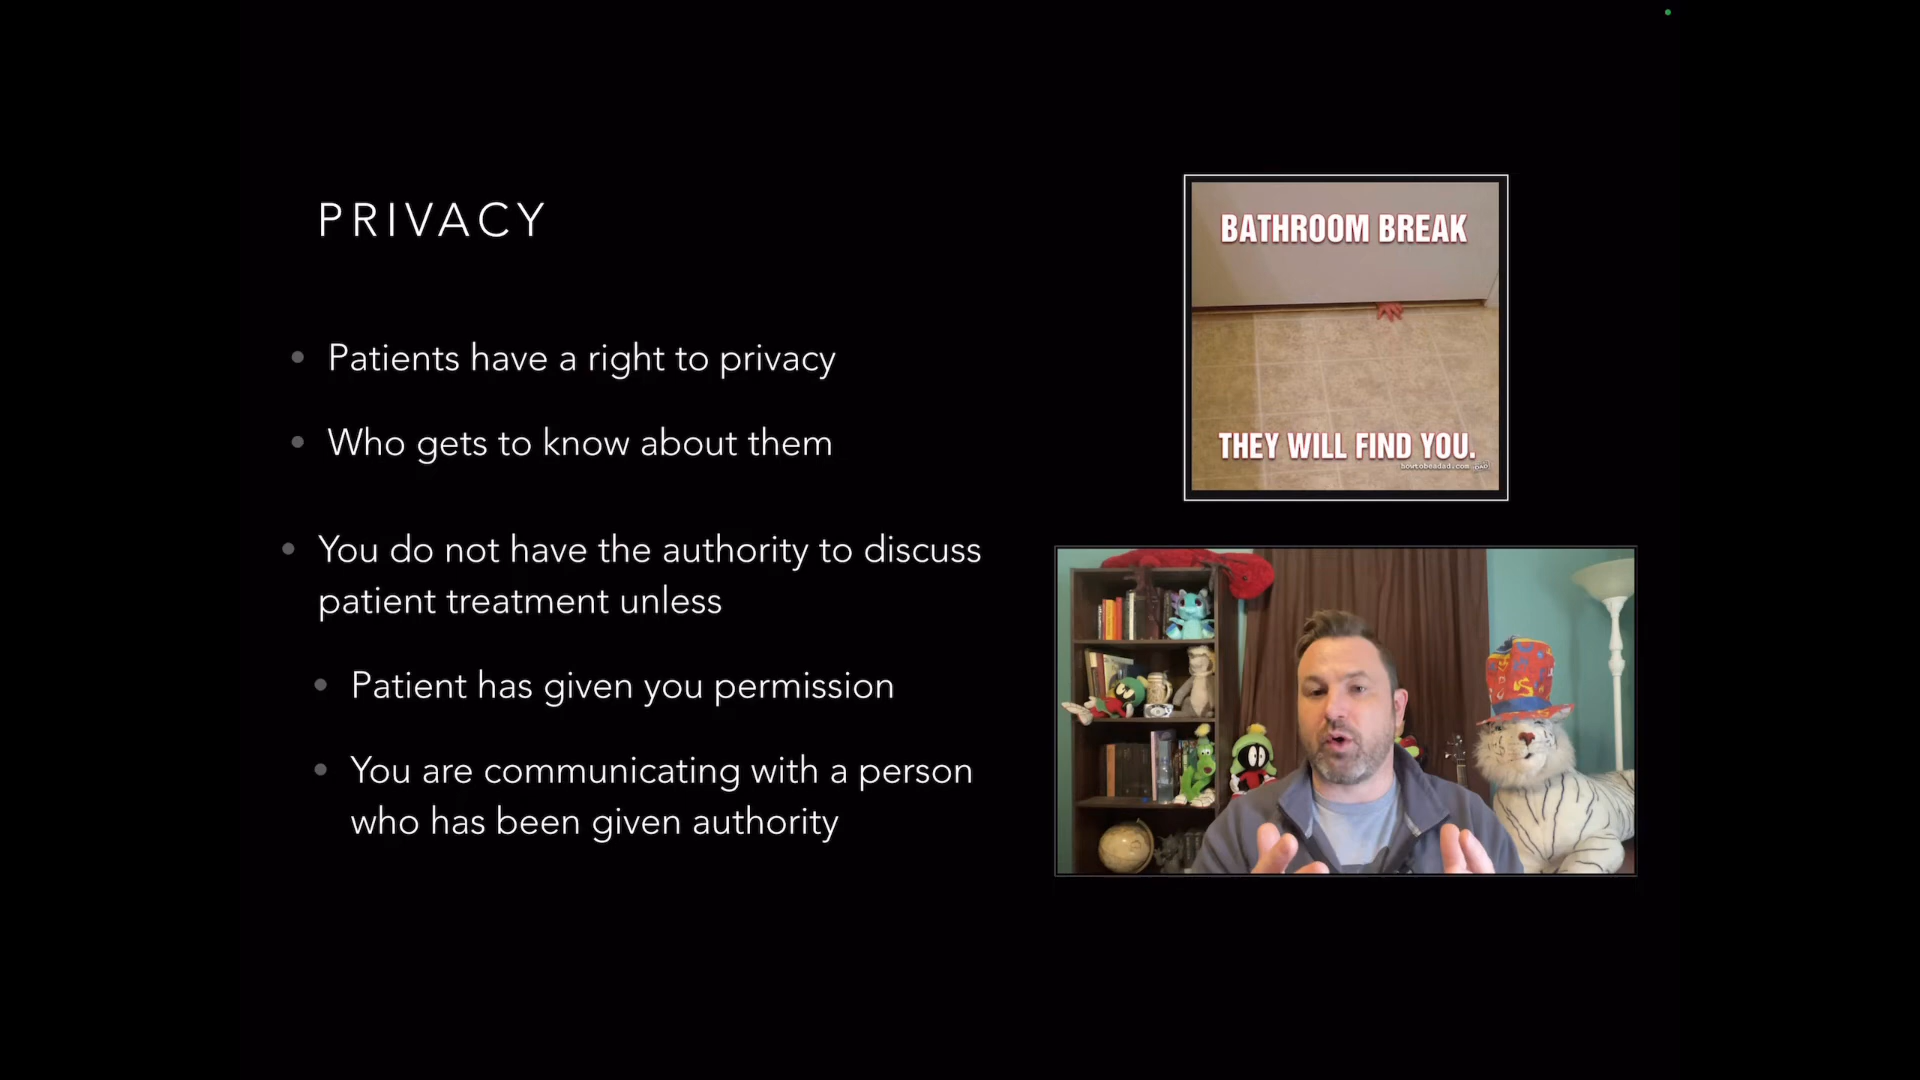 PRIVACY
Patients have a right to privacy
Who gets to know about them
You do not have the authority to discuss
patient treatment unless
Patient has given you permission
You are communicating with a person
who has been given authority
BATHROOM BREAK
THEY WILL FIND YOU.
howtobeadad.com